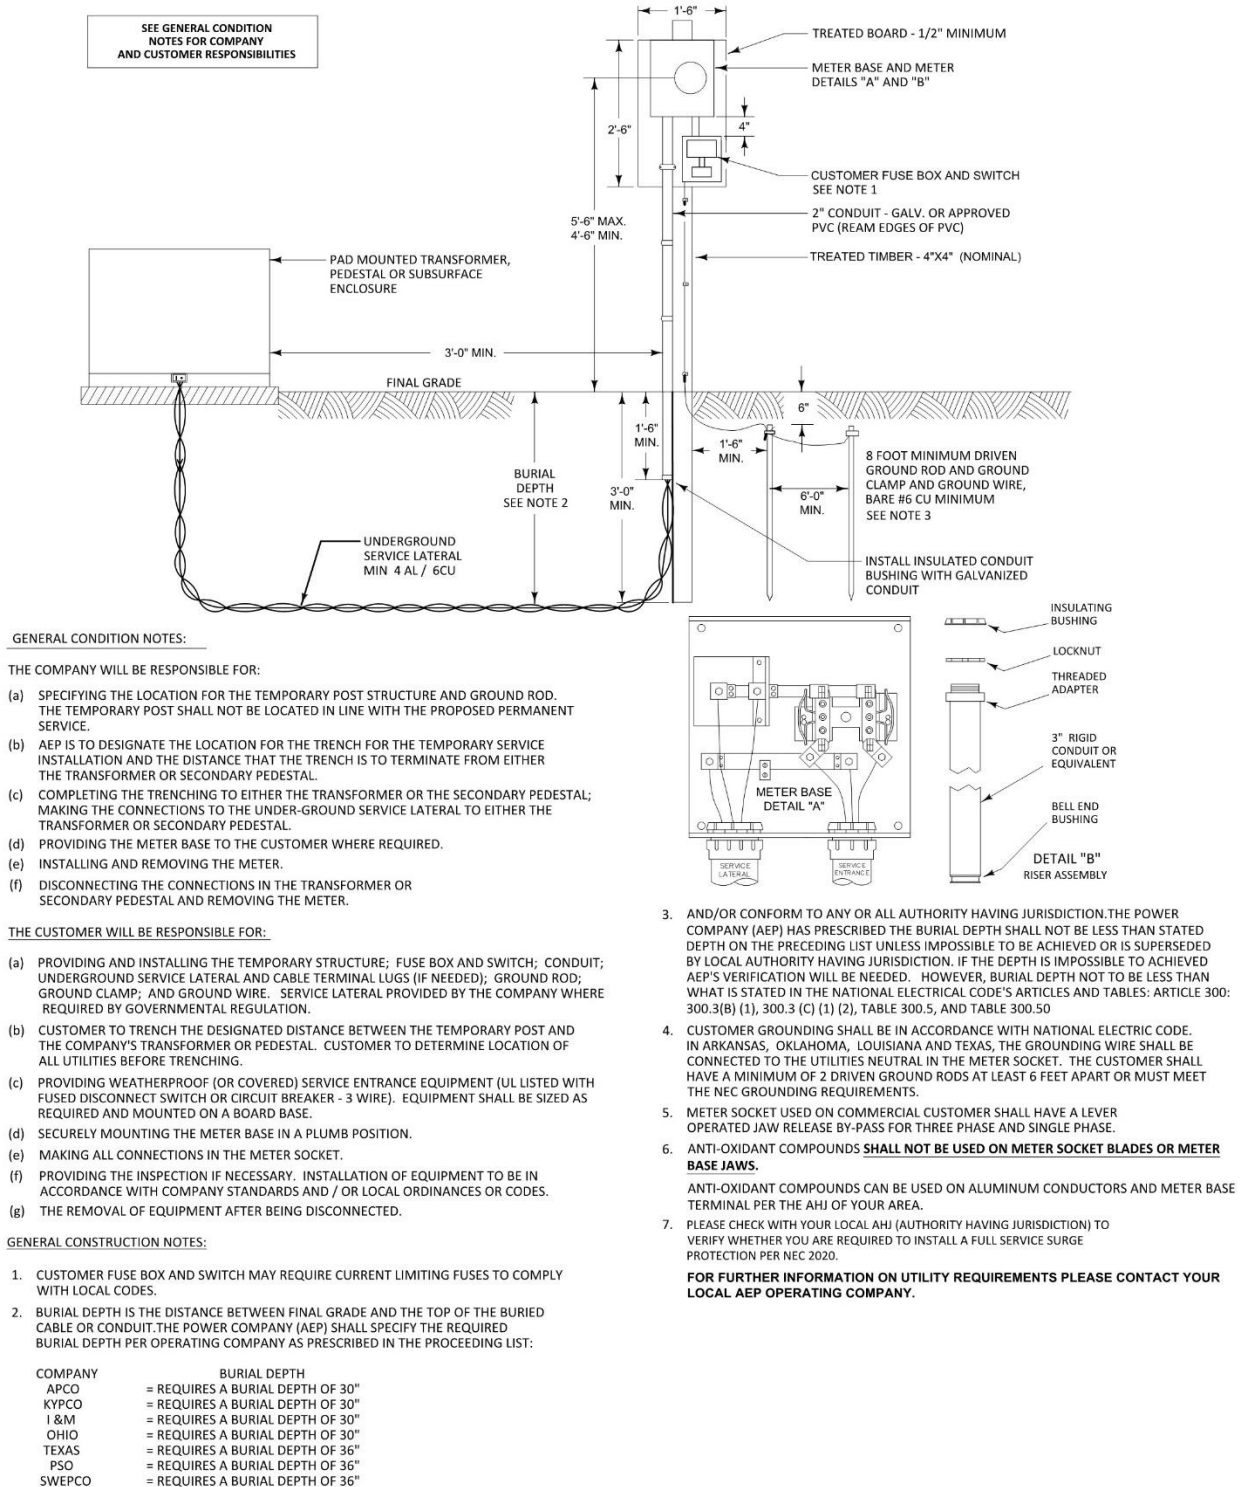 SEE GENERAL CONDITION
NOTES FOR COMPANY
AND CUSTOMER RESPONSIBILITIES
1'-6"
TREATED BOARD - 1/2" MINIMUM
METER BASE AND METER
DETAILS "A" AND "B"
2'-6"
4"
CUSTOMER FUSE BOX AND SWITCH
SEE NOTE 1
5'-6" MAX.
4'-6" MIN.
2" CONDUIT - GALV. OR APPROVED
PVC (REAM EDGES OF PVC)
TREATED TIMBER - 4"X4" (NOMINAL)
PAD MOUNTED TRANSFORMER,
PEDESTAL OR SUBSURFACE
ENCLOSURE
3'-0" MIN.
FINAL GRADE
6"
1'-6"
MIN.
1'-6"
MIN.
BURIAL
DEPTH
SEE NOTE 2
3'-0"
MIN.
6'-0"
MIN.
8 FOOT MINIMUM DRIVEN
GROUND ROD AND GROUND
CLAMP AND GROUND WIRE,
BARE #6 CU MINIMUM
SEE NOTE 3
UNDERGROUND
SERVICE LATERAL
MIN 4 AL / 6CU
INSTALL INSULATED CONDUIT
BUSHING WITH GALVANIZED
CONDUIT
INSULATING
BUSHING
LOCKNUT
THREADED
ADAPTER
3" RIGID
CONDUIT OR
EQUIVALENT
BELL END
BUSHING
DETAIL "B"
RISER ASSEMBLY
METER BASE
DETAIL "A"
SERVICE
LATERAL
SERVICE
ENTRANCE
GENERAL CONDITION NOTES:
THE COMPANY WILL BE RESPONSIBLE FOR:
(a) SPECIFYING THE LOCATION FOR THE TEMPORARY POST STRUCTURE AND GROUND ROD.
THE TEMPORARY POST SHALL NOT BE LOCATED IN LINE WITH THE PROPOSED PERMANENT
SERVICE.
(b) AEP IS TO DESIGNATE THE LOCATION FOR THE TRENCH FOR THE TEMPORARY SERVICE
INSTALLATION AND THE DISTANCE THAT THE TRENCH IS TO TERMINATE FROM EITHER
THE TRANSFORMER OR SECONDARY PEDESTAL.
(c) COMPLETING THE TRENCHING TO EITHER THE TRANSFORMER OR THE SECONDARY PEDESTAL;
MAKING THE CONNECTIONS TO THE UNDER-GROUND SERVICE LATERAL TO EITHER THE
TRANSFORMER OR SECONDARY PEDESTAL.
(d) PROVIDING THE METER BASE TO THE CUSTOMER WHERE REQUIRED.
(e) INSTALLING AND REMOVING THE METER.
(f) DISCONNECTING THE CONNECTIONS IN THE TRANSFORMER OR
SECONDARY PEDESTAL AND REMOVING THE METER.
THE CUSTOMER WILL BE RESPONSIBLE FOR:
(a) PROVIDING AND INSTALLING THE TEMPORARY STRUCTURE; FUSE BOX AND SWITCH; CONDUIT;
UNDERGROUND SERVICE LATERAL AND CABLE TERMINAL LUGS (IF NEEDED); GROUND ROD;
GROUND CLAMP; AND GROUND WIRE. SERVICE LATERAL PROVIDED BY THE COMPANY WHERE
REQUIRED BY GOVERNMENTAL REGULATION.
(b) CUSTOMER TO TRENCH THE DESIGNATED DISTANCE BETWEEN THE TEMPORARY POST AND
THE COMPANY'S TRANSFORMER OR PEDESTAL. CUSTOMER TO DETERMINE LOCATION OF
ALL UTILITIES BEFORE TRENCHING.
(c) PROVIDING WEATHERPROOF (OR COVERED) SERVICE ENTRANCE EQUIPMENT (UL LISTED WITH
FUSED DISCONNECT SWITCH OR CIRCUIT BREAKER - 3 WIRE). EQUIPMENT SHALL BE SIZED AS
REQUIRED AND MOUNTED ON A BOARD BASE.
(d) SECURELY MOUNTING THE METER BASE IN A PLUMB POSITION.
(e) MAKING ALL CONNECTIONS IN THE METER SOCKET.
(f) PROVIDING THE INSPECTION IF NECESSARY. INSTALLATION OF EQUIPMENT TO BE IN
ACCORDANCE WITH COMPANY STANDARDS AND / OR LOCAL ORDINANCES OR CODES.
(g) THE REMOVAL OF EQUIPMENT AFTER BEING DISCONNECTED.
GENERAL CONSTRUCTION NOTES:
1. CUSTOMER FUSE BOX AND SWITCH MAY REQUIRE CURRENT LIMITING FUSES TO COMPLY
WITH LOCAL CODES.
2. BURIAL DEPTH IS THE DISTANCE BETWEEN FINAL GRADE AND THE TOP OF THE BURIED
CABLE OR CONDUIT.THE POWER COMPANY (AEP) SHALL SPECIFY THE REQUIRED
BURIAL DEPTH PER OPERATING COMPANY AS PRESCRIBED IN THE PROCEEDING LIST:
COMPANY BURIAL DEPTH
APCO = REQUIRES A BURIAL DEPTH OF 30"
KYPCO = REQUIRES A BURIAL DEPTH OF 30"
I &M = REQUIRES A BURIAL DEPTH OF 30"
OHIO = REQUIRES A BURIAL DEPTH OF 30"
TEXAS = REQUIRES A BURIAL DEPTH OF 36"
PSO = REQUIRES A BURIAL DEPTH OF 36"
SWEPCO = REQUIRES A BURIAL DEPTH OF 36"
3. AND/OR CONFORM TO ANY OR ALL AUTHORITY HAVING JURISDICTION.THE POWER
COMPANY (AEP) HAS PRESCRIBED THE BURIAL DEPTH SHALL NOT BE LESS THAN STATED
DEPTH ON THE PRECEDING LIST UNLESS IMPOSSIBLE TO BE ACHIEVED OR IS SUPERSEDED
BY LOCAL AUTHORITY HAVING JURISDICTION. IF THE DEPTH IS IMPOSSIBLE TO ACHIEVED
AEP'S VERIFICATION WILL BE NEEDED. HOWEVER, BURIAL DEPTH NOT TO BE LESS THAN
WHAT IS STATED IN THE NATIONAL ELECTRICAL CODE'S ARTICLES AND TABLES: ARTICLE 300:
300.3(B) (1), 300.3 (C) (1) (2), TABLE 300.5, AND TABLE 300.50
4. CUSTOMER GROUNDING SHALL BE IN ACCORDANCE WITH NATIONAL ELECTRIC CODE.
IN ARKANSAS, OKLAHOMA, LOUISIANA AND TEXAS, THE GROUNDING WIRE SHALL BE
CONNECTED TO THE UTILITIES NEUTRAL IN THE METER SOCKET. THE CUSTOMER SHALL
HAVE A MINIMUM OF 2 DRIVEN GROUND RODS AT LEAST 6 FEET APART OR MUST MEET
THE NEC GROUNDING REQUIREMENTS.
5. METER SOCKET USED ON COMMERCIAL CUSTOMER SHALL HAVE A LEVER
OPERATED JAW RELEASE BY-PASS FOR THREE PHASE AND SINGLE PHASE.
6. ANTI-OXIDANT COMPOUNDS SHALL NOT BE USED ON METER SOCKET BLADES OR METER
BASE JAWS.
ANTI-OXIDANT COMPOUNDS CAN BE USED ON ALUMINUM CONDUCTORS AND METER BASE
TERMINAL PER THE AHJ OF YOUR AREA.
7. PLEASE CHECK WITH YOUR LOCAL AHJ (AUTHORITY HAVING JURISDICTION) TO
VERIFY WHETHER YOU ARE REQUIRED TO INSTALL A FULL SERVICE SURGE
PROTECTION PER NEC 2020.
FOR FURTHER INFORMATION ON UTILITY REQUIREMENTS PLEASE CONTACT YOUR
LOCAL AEP OPERATING COMPANY.